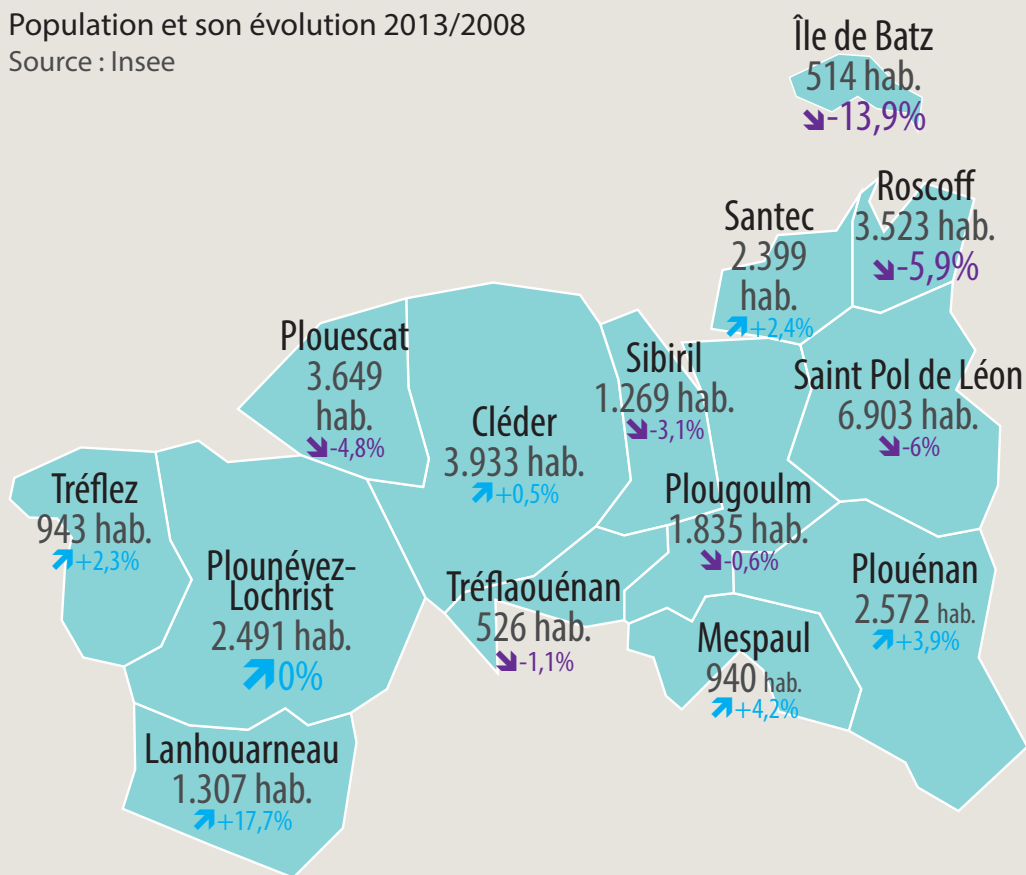 Population et son évolution 2013/2008
Source : Insee
Île de Batz
514 hab.
-13,9%
Roscoff
3.523 hab.
-5,9%
Santec
2.399
hab.
+2,4%
Plouescat
3.649
hab.
-4,8%
Cléder
3.933 hab.
+0,5%
Sibiril
1.269 hab.
-3,1%
Saint Pol de Léon
6.903 hab.
-6%
Tréflez
943 hab.
+2,3%
Plounévez-
Lochrist
2.491 hab.
0%
Tréflaouénan
526 hab.
-1,1%
Plougoulm
1.835 hab.
-0,6%
Plouénan
2.572 hab.
+3,9%
Mespaul
940 hab.
+4,2%
Lanhouarneau
1.307 hab.
+17,7%